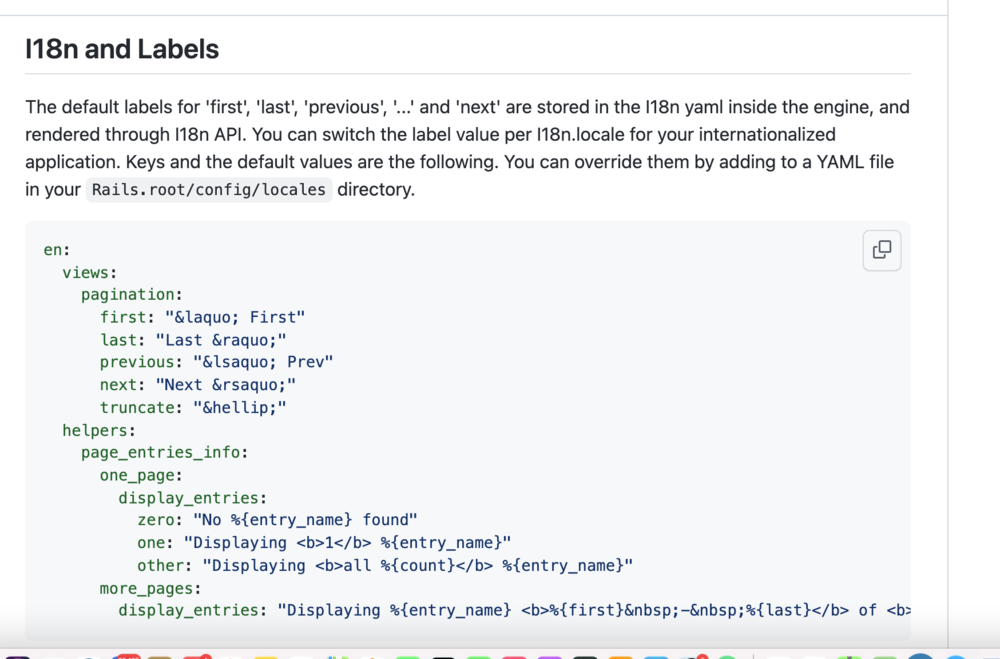 I18n and Labels
The default labels for 'first', 'last', 'previous', '...' and 'next' are stored in the I18n yaml inside the engine, and
rendered through I18n API. You can switch the label value per I18n.locale for your internationalized
application. Keys and the default values are the following. You can override them by adding to a YAML file
in your Rails.root/config/locales directory.
en:
  views:
    pagination:
      first: "&laquo; First"
      last: "Last &raquo;"
      previous: "&lsaquo; Prev"
      next: "Next &rsaquo;"
      truncate: "&hellip;"
  helpers:
    page_entries_info:
      one_page:
        display_entries:
          zero: "No %{entry_name} found"
          one: "Displaying <b>1</b> %{entry_name}"
          other: "Displaying <b>all %{count}</b> %{entry_name}"
      more_pages:
        display_entries: "Displaying %{entry_name} <b>%{first}&nbsp;-&nbsp;%{last}</b> of <b>